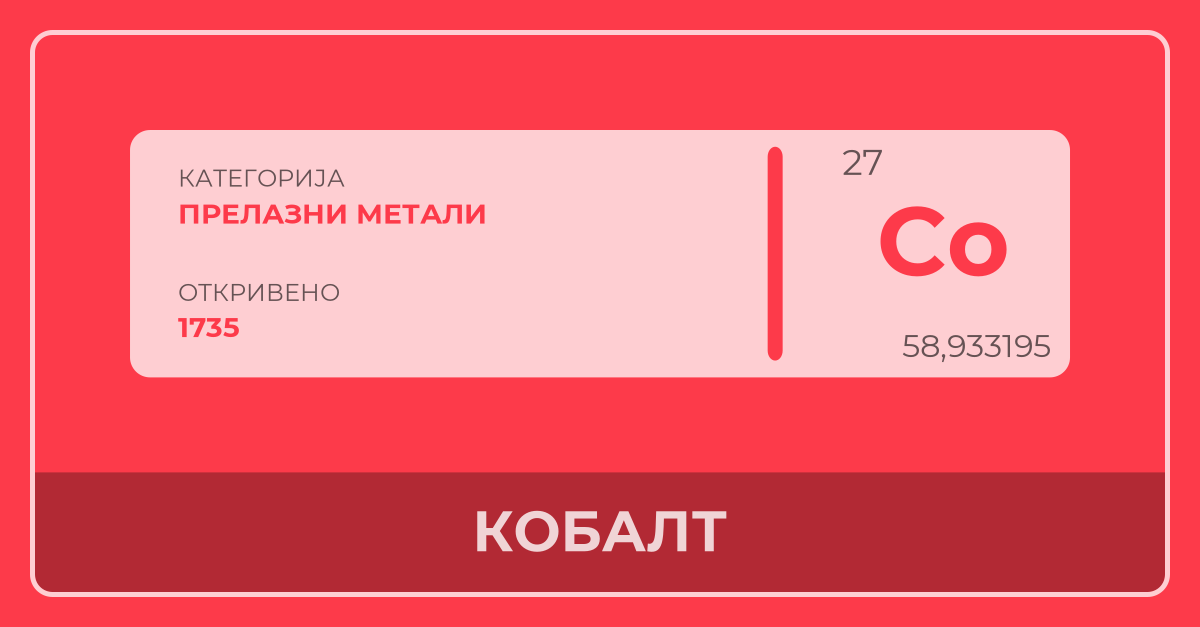 КАТЕГОРИЈА
ПРЕЛАЗНИ МЕТАЛИ
ОТКРИВЕНО
1735
27
Co
58,933195
КОБАЛТ